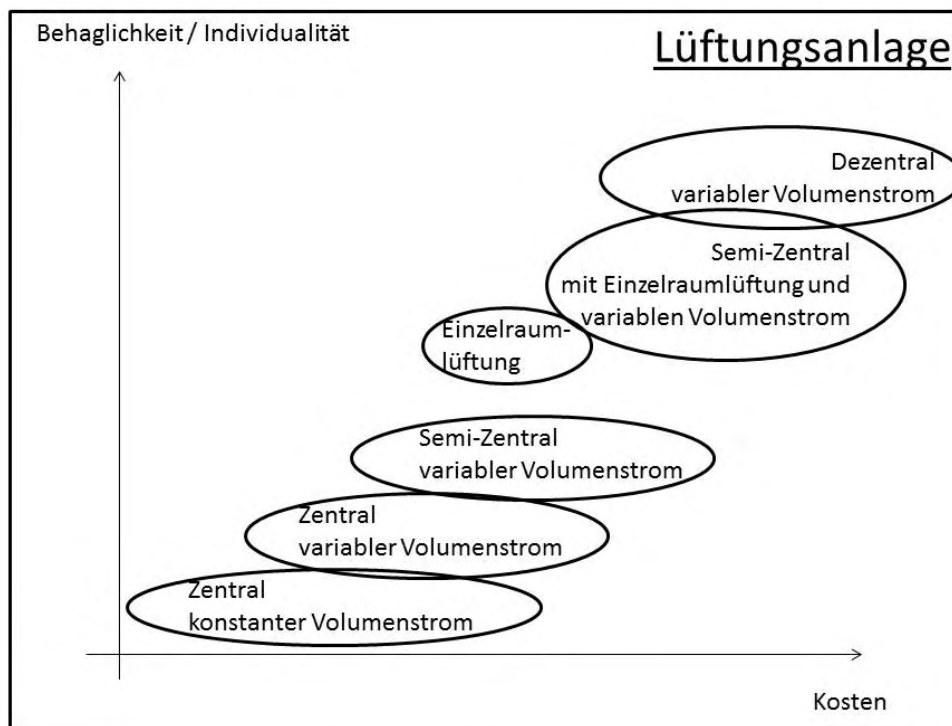 Behaglichkeit / Individualität
Lüftungsanlage
Dezentral
variabler Volumenstrom
Semi-Zentral
mit Einzelraumlüftung und
variablen Volumenstrom
Einzelraum-
lüftung
Semi-Zentral
variabler Volumenstrom
Zentral
variabler Volumenstrom
Zentral
konstanter Volumenstrom
Kosten